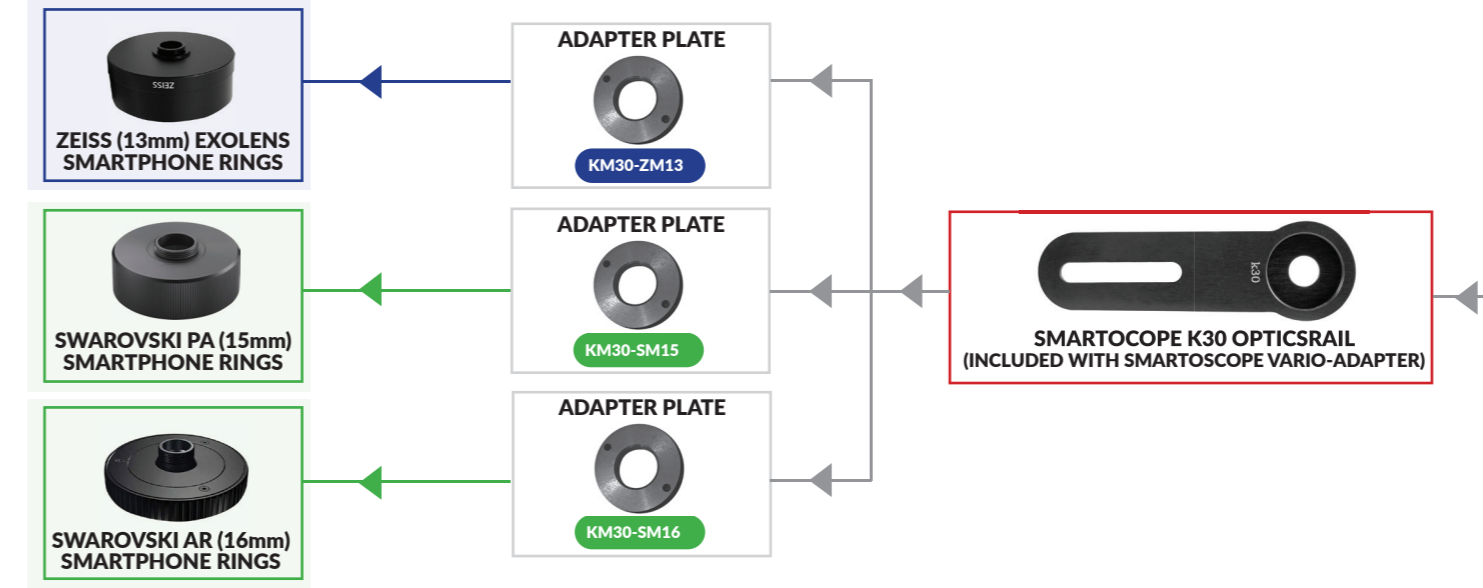 ZEISS
ZEISS (13mm) EXOLENS
SMARTPHONE RINGS
ADAPTER PLATE
KM30-ZM13
SWAROVSKI PA (15mm)
SMARTPHONE RINGS
ADAPTER PLATE
KM30-SM15
SWAROVSKI AR (16mm)
SMARTPHONE RINGS
ADAPTER PLATE
KM30-SM16
k30
SMARTOCOPE K30 OPTICSRAIL
(INCLUDED WITH SMARTOSCOPE VARIO-ADAPTER)